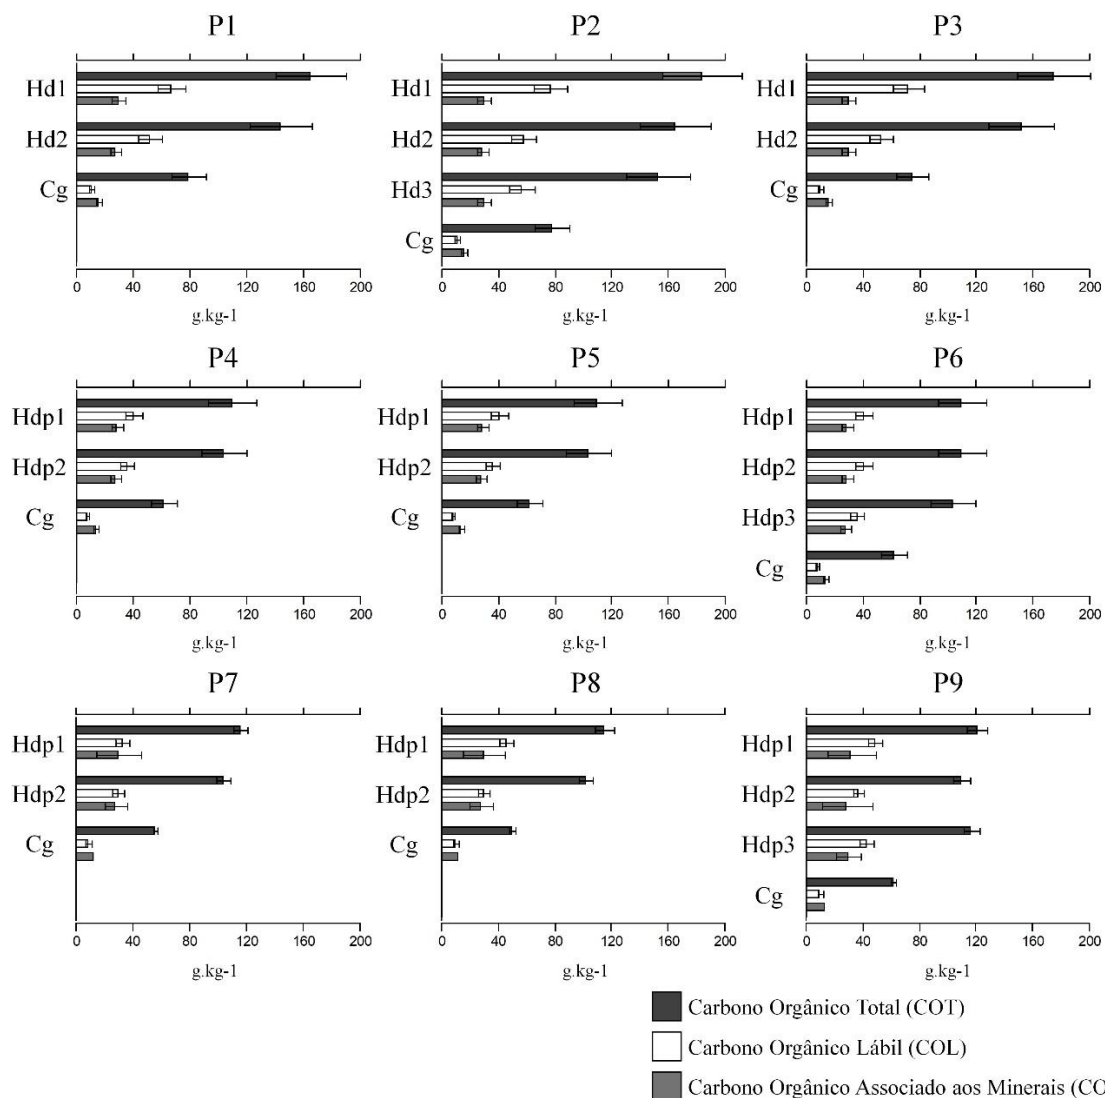 P1
P2
P3
Hd1
Hd2
Cg
Hd1
Hd2
Hd3
Cg
Hd1
Hd2
Cg
0 40 80 120 160 200
0 40 80 120 160 200
0 40 80 120 160 200
g.kg-1
g.kg-1
g.kg-1
P4
P5
P6
Hdp1
Hdp2
Cg
Hdp1
Hdp2
Cg
Hdp1
Hdp2
Hdp3
Cg
0 40 80 120 160 200
0 40 80 120 160 200
0 40 80 120 160 200
g.kg-1
g.kg-1
g.kg-1
P7
P8
P9
Hdp1
Hdp2
Cg
Hdp1
Hdp2
Cg
Hdp1
Hdp2
Hdp3
Cg
0 40 80 120 160 200
0 40 80 120 160 200
0 40 80 120 160 200
g.kg-1
g.kg-1
g.kg-1
Carbono Orgânico Total (COT)
Carbono Orgânico Lábil (COL)
Carbono Orgânico Associado aos Minerais (CO